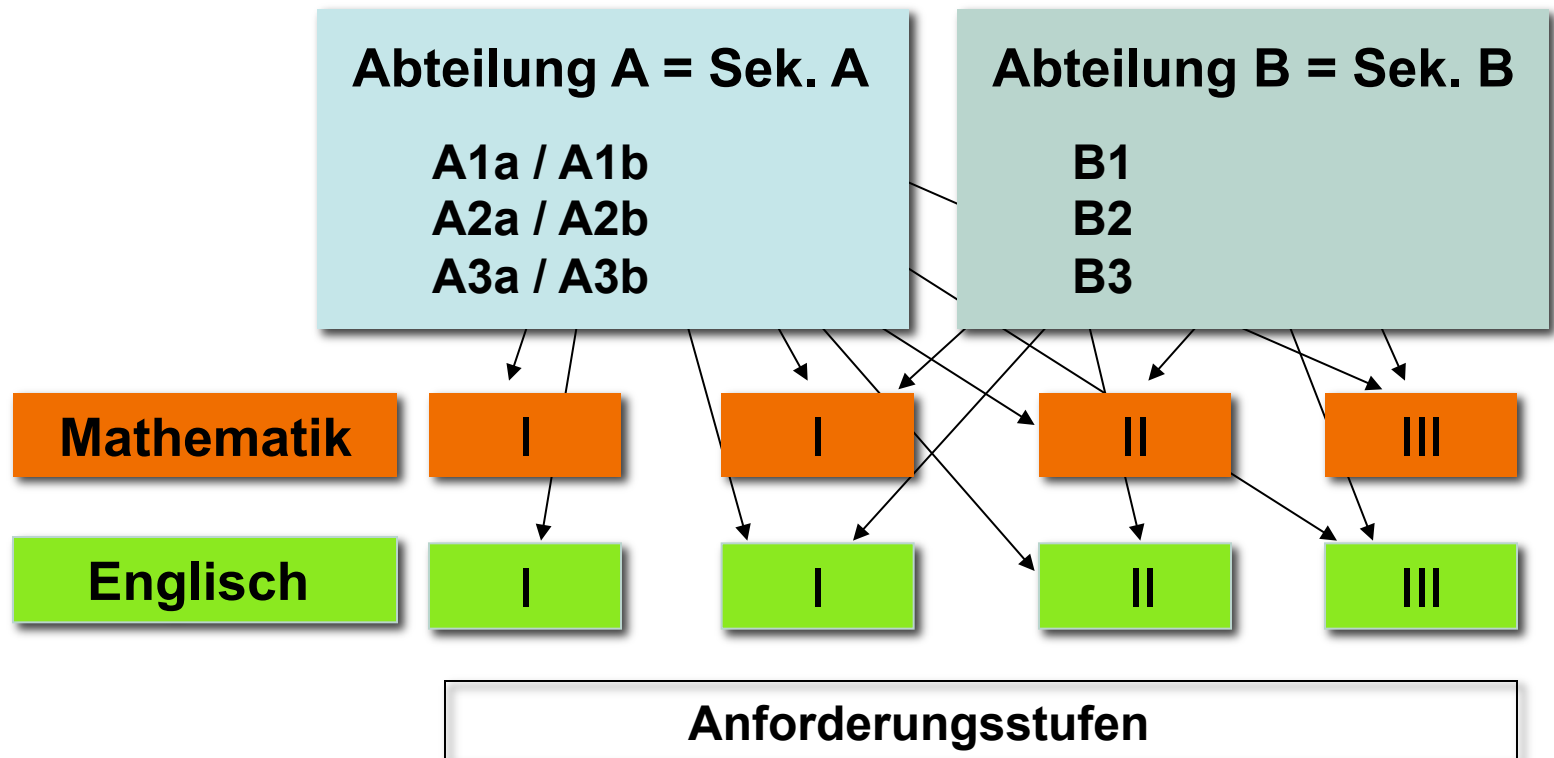 Abteilung A = Sek. A
A1a / A1b
A2a / A2b
A3a / A3b
Abteilung B = Sek. B
B1
B2
B3
Mathematik I I II III
Englisch I I II III
Anforderungsstufen